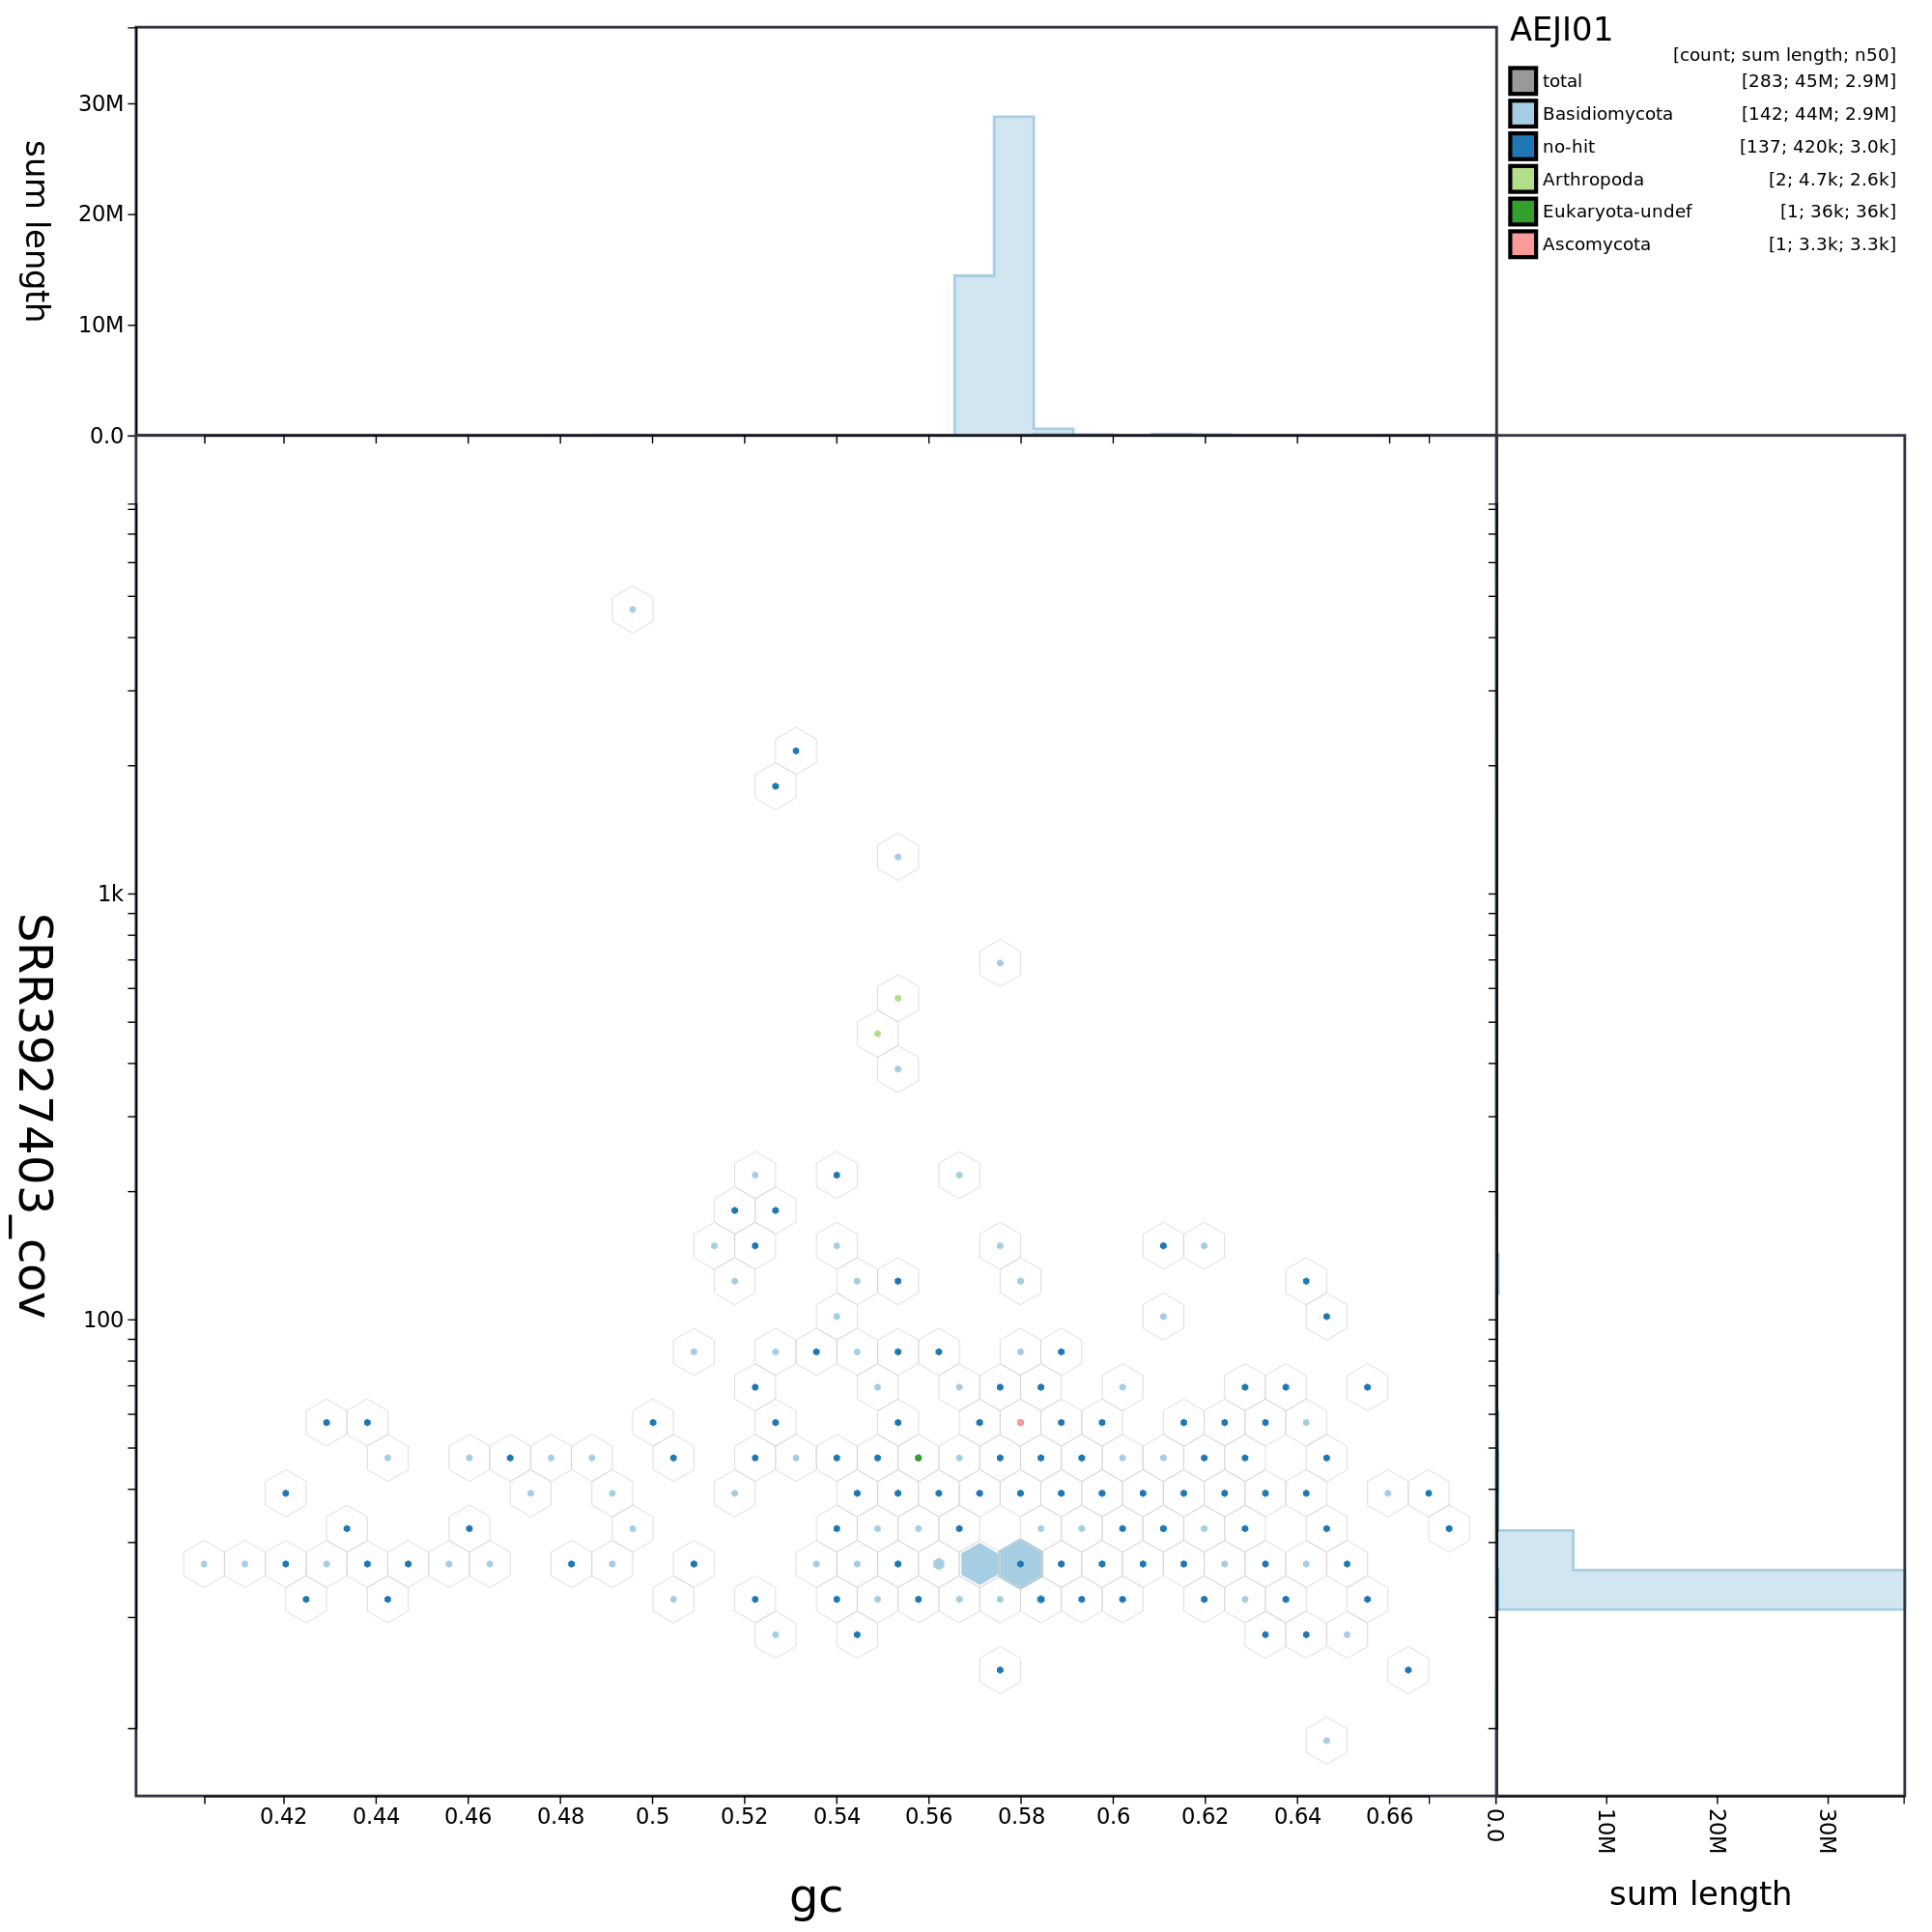 AEJI01
[count; sum length; n50]
total [283; 45M; 2.9M]
Basidiomycota [142; 44M; 2.9M]
no-hit [137; 420k; 3.0k]
Arthropoda [2; 4.7k; 2.6k]
Eukaryota-undef [1; 36k; 36k]
Ascomycota [1; 3.3k; 3.3k]
sum length
30M
20M
10M
0.0
SRR3927403_cov
1k
100
0.42 0.44 0.46 0.48 0.5 0.52 0.54 0.56 0.58 0.6 0.62 0.64 0.66
gc
0.0 10M 20M 30M
sum length